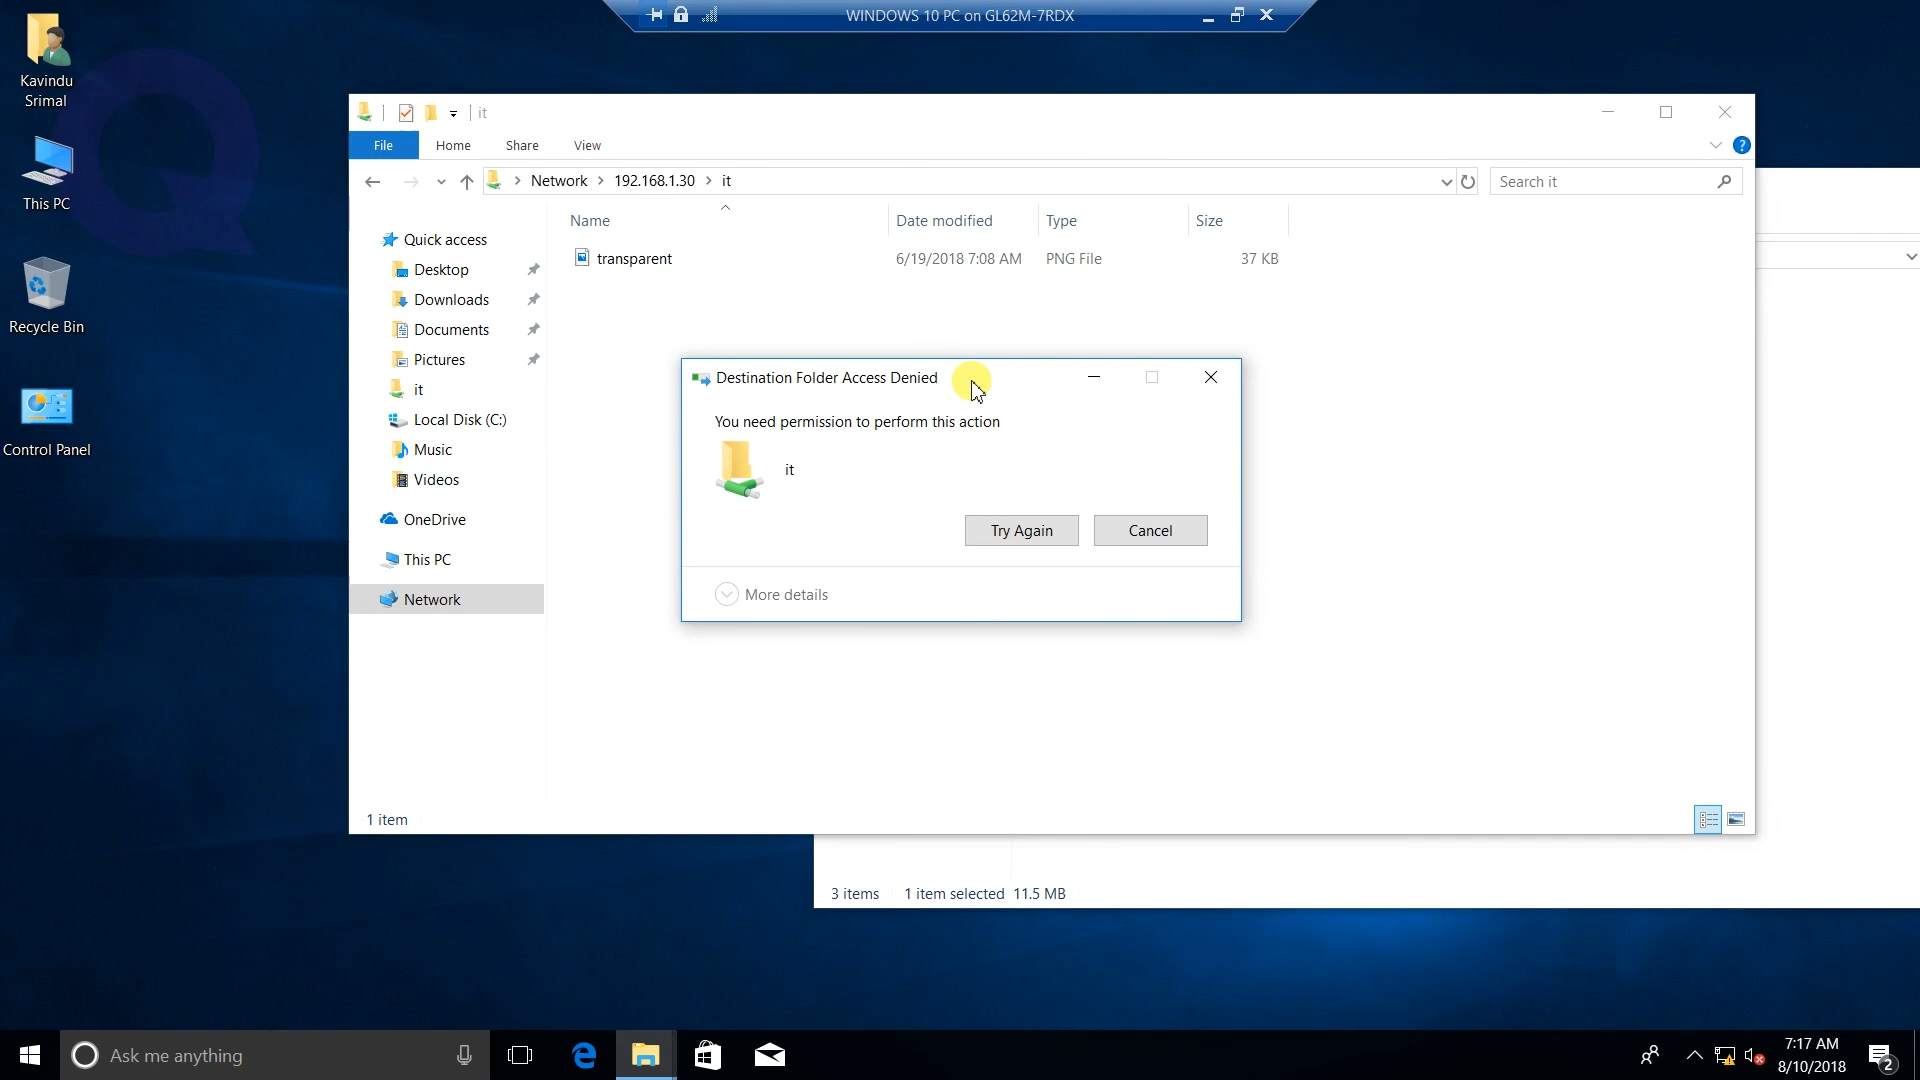 WINDOWS 10 PC on GL62M-7RDX
Kavindu
Srimal
This PC
Recycle Bin
Control Panel
it
File
Home
Share
View
?
Network
192.168.1.30
it
Search it
Name
Date modified
Type
Size
transparent
6/19/2018 7:08 AM
PNG File
37 KB
Quick access
Desktop
Downloads
Documents
Pictures
it
Local Disk (C:)
Music
Videos
OneDrive
This PC
Network
Destination Folder Access Denied
You need permission to perform this action
it
Try Again
Cancel
More details
1 item
3 items
1 item selected 11.5 MB
Ask me anything
7:17 AM
8/10/2018
2